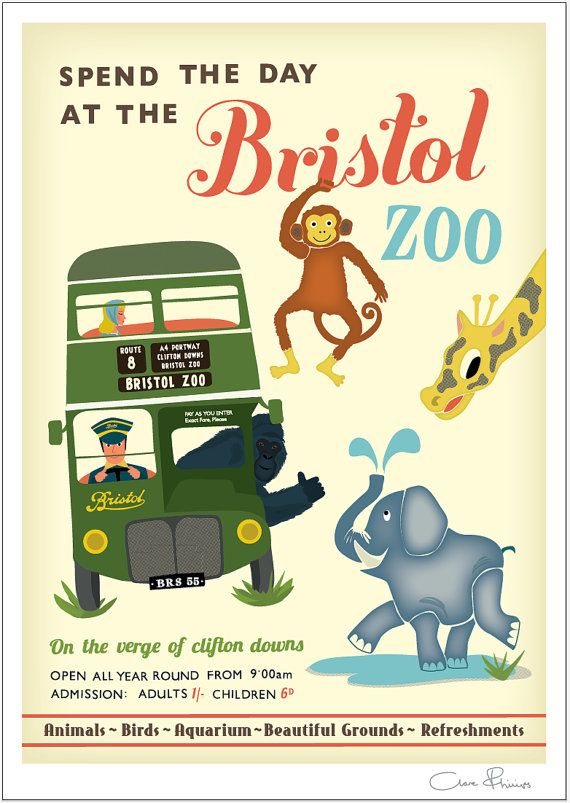 SPEND THE DAY
AT THE Bristol
ZOO
ROUTE
8
A4 PORTWAY
CLIFTON DOWNS
BRISTOL ZOO
BRISTOL ZOO
PAY AS YOU ENTER
Exact Fare, Please
Bristol
BRS 55
On the verge of clifton downs
OPEN ALL YEAR ROUND FROM 9·00am
ADMISSION: ADULTS 1/- CHILDREN 6D
Animals ~ Birds ~ Aquarium ~ Beautiful Grounds ~ Refreshments